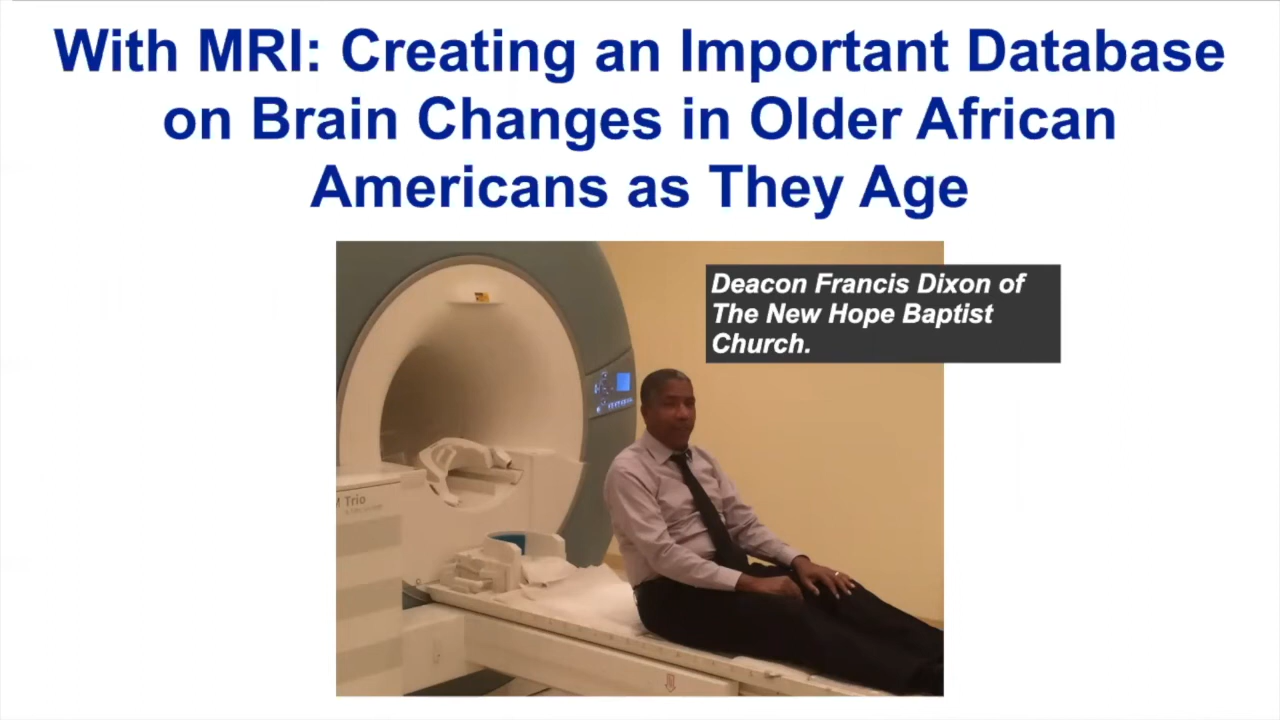 With MRI: Creating an Important Database
on Brain Changes in Older African
Americans as They Age
Deacon Francis Dixon of
The New Hope Baptist
Church.
Trio